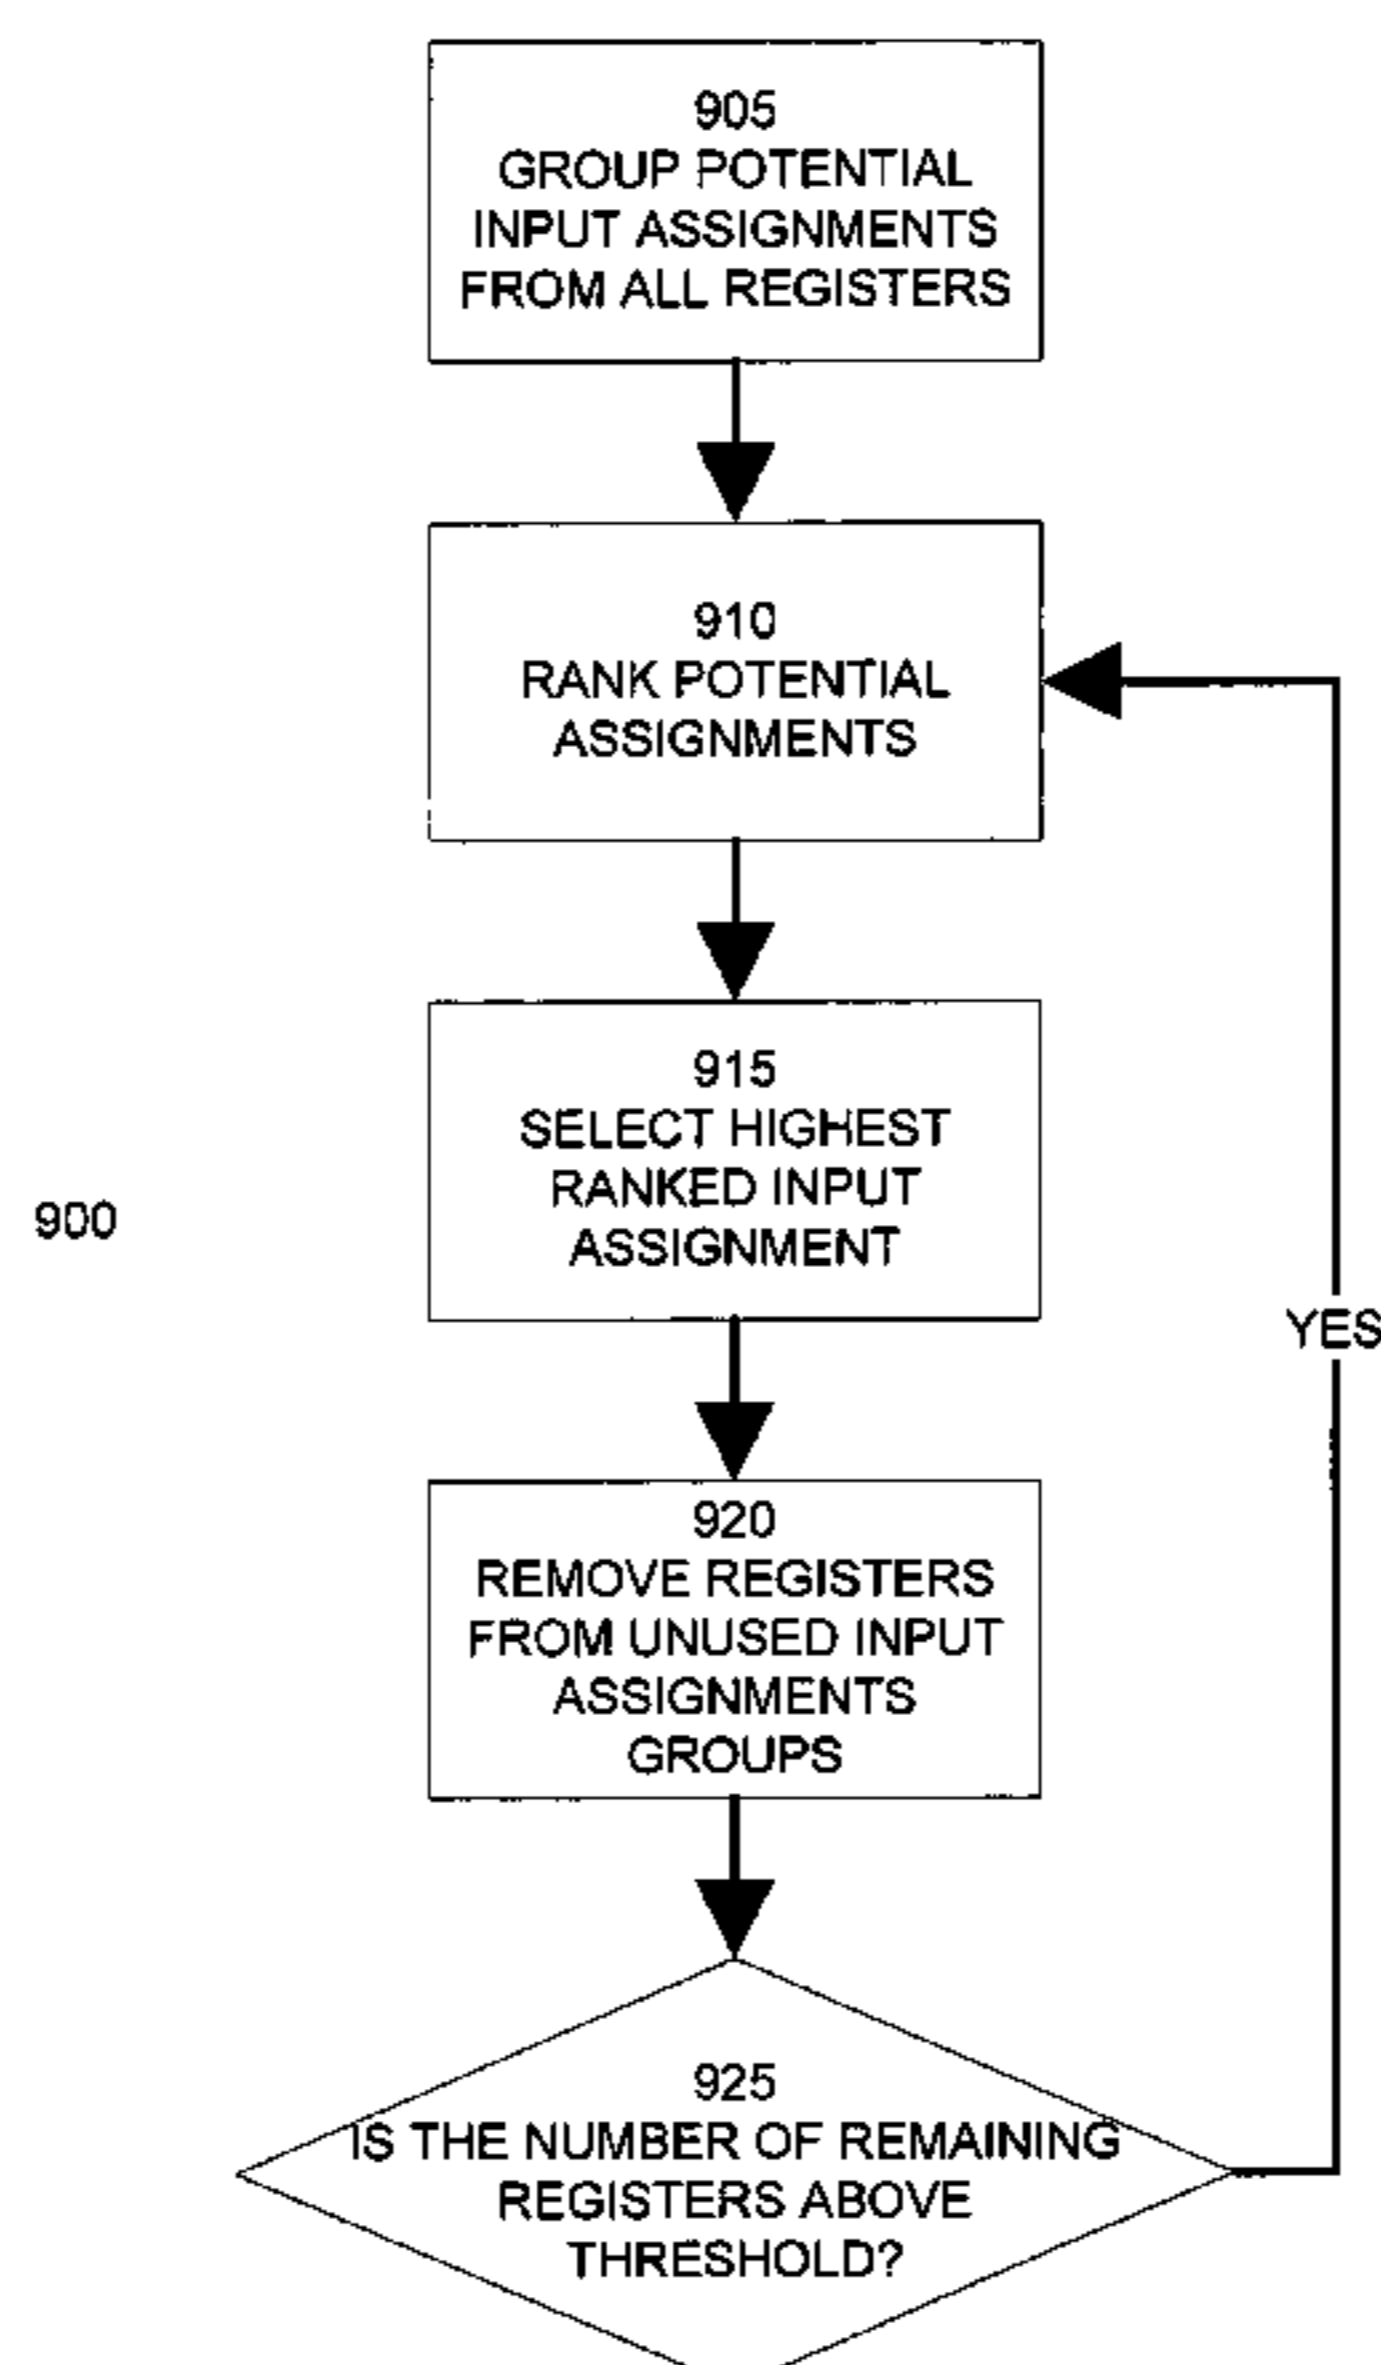 905
GROUP POTENTIAL
INPUT ASSIGNMENTS
FROM ALL REGISTERS
910
RANK POTENTIAL
ASSIGNMENTS
915
SELECT HIGHEST
RANKED INPUT
ASSIGNMENT
900
YES
920
REMOVE REGISTERS
FROM UNUSED INPUT
ASSIGNMENTS
GROUPS
925
IS THE NUMBER OF REMAINING
REGISTERS ABOVE
THRESHOLD?